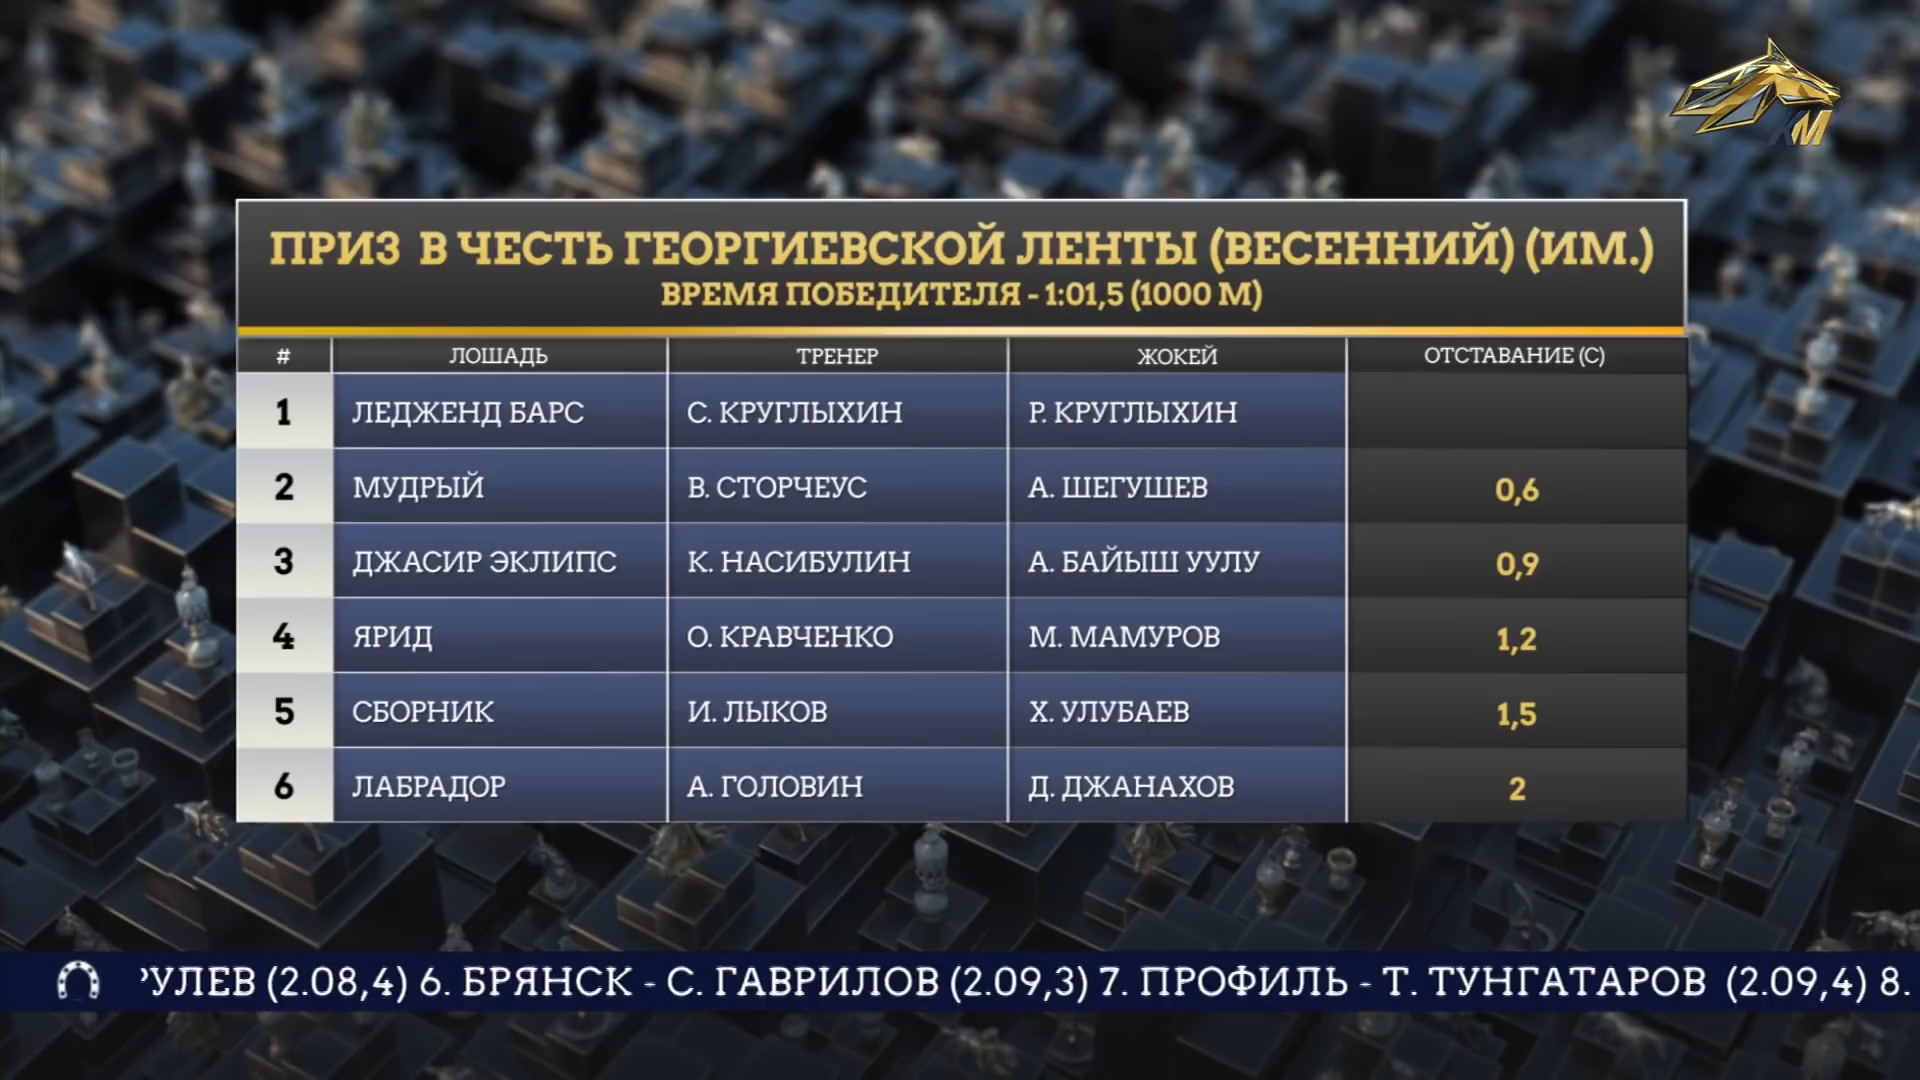 КМ
ПРИЗ В ЧЕСТЬ ГЕОРГИЕВСКОЙ ЛЕНТЫ (ВЕСЕННИЙ) (ИМ.)
ВРЕМЯ ПОБЕДИТЕЛЯ - 1:01,5 (1000 М)
# ЛОШАДЬ ТРЕНЕР ЖОКЕЙ ОТСТАВАНИЕ (С)
1 ЛЕДЖЕНД БАРС С. КРУГЛЫХИН Р. КРУГЛЫХИН
2 МУДРЫЙ В. СТОРЧЕУС А. ШЕГУШЕВ 0,6
3 ДЖАСИР ЭКЛИПС К. НАСИБУЛИН А. БАЙЫШ УУЛУ 0,9
4 ЯРИД О. КРАВЧЕНКО М. МАМУРОВ 1,2
5 СБОРНИК И. ЛЫКОВ Х. УЛУБАЕВ 1,5
6 ЛАБРАДОР А. ГОЛОВИН Д. ДЖАНАХОВ 2
УЛЕВ (2.08,4) 6. БРЯНСК - С. ГАВРИЛОВ (2.09,3) 7. ПРОФИЛЬ - Т. ТУНГАТАРОВ (2.09,4) 8.